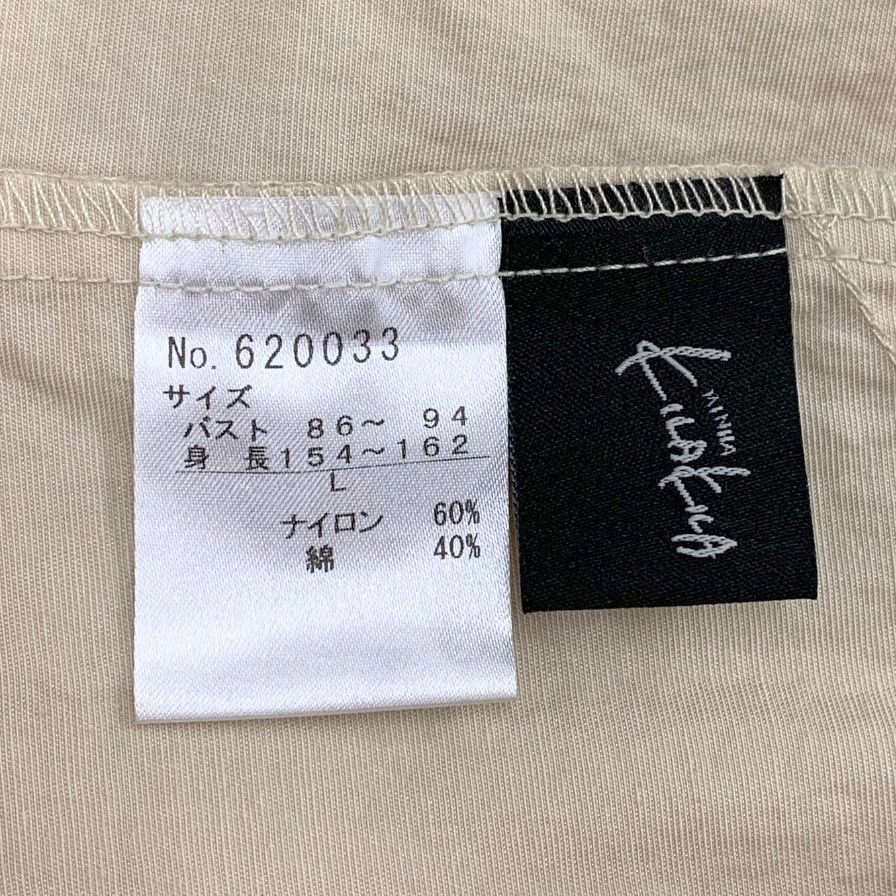 No. 620033
サイズ
バスト 86～ 94
身 長154～162
L
ナイロン 60%
綿 40%